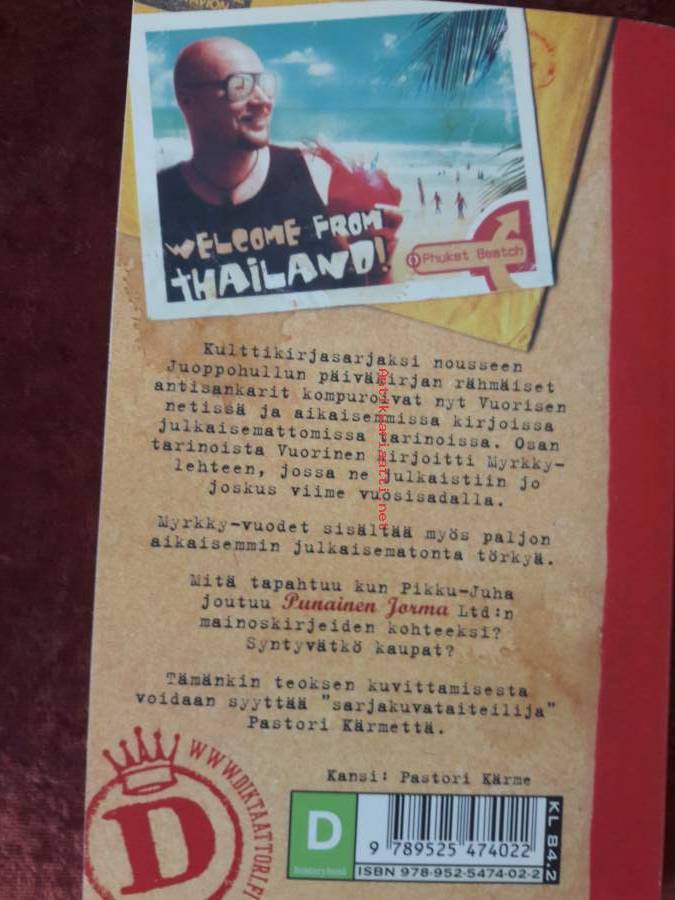 WELCOME FROM
THAILAND!
Phuket Beatch
Kulttikirjasarjaksi nousseen
Juoppohullun päiväkirjan rähmäiset
antisankarit kompuroivat nyt Vuorisen
netissä ja aikaisemmissa kirjoissa
julkaisemattomissa tarinoissa. Osan
tarinoista Vuorinen kirjoitti Myrkky-
lehteen, jossa ne julkaistiin jo
joskus viime vuosisadalla.
Myrkky-vuodet sisältää myös paljon
aikaisemmin julkaisematonta törkyä.
Mitä tapahtuu kun Pikku-Juha
joutuu Punainen Jorma Ltd:n
mainoskirjeiden kohteeksi?
Syntyvätkö kaupat?
Tämänkin teoksen kuvittamisesta
voidaan syyttää "sarjakuvataiteilija"
Pastori Kärmettä.
Kansi: Pastori Kärme
WWW.DIKTAATTORI.FI
D
D
9 789525 474022
ISBN 978-952-5474-02-2
KL 84.2
Antikvariaatti.net